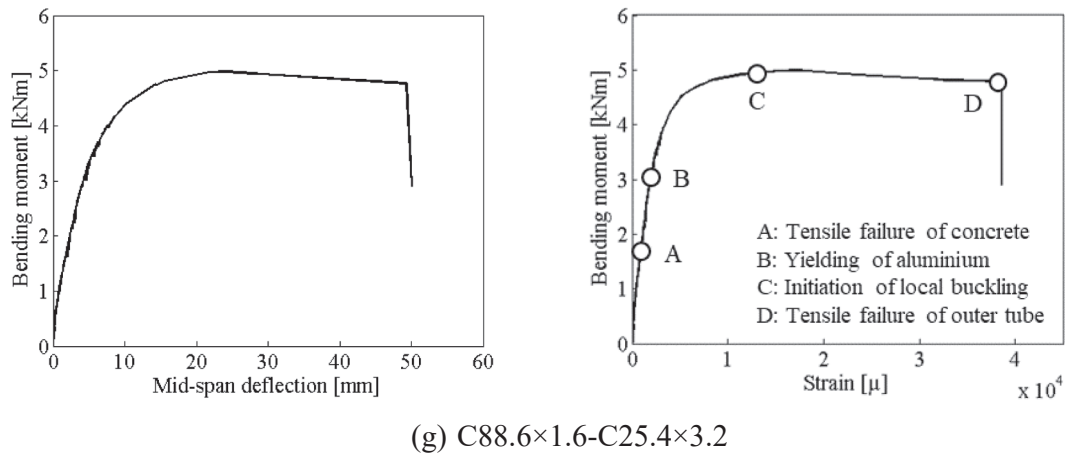 6
5
4
3
2
1
0
Bending moment [kNm]
0 10 20 30 40 50 60
Mid-span deflection [mm]
6
5
4
3
2
1
0
Bending moment [kNm]
A
B
C
D
A: Tensile failure of concrete
B: Yielding of aluminium
C: Initiation of local buckling
D: Tensile failure of outer tube
0 1 2 3 4
Strain [µ]
x 10⁴
(g) C88.6×1.6-C25.4×3.2